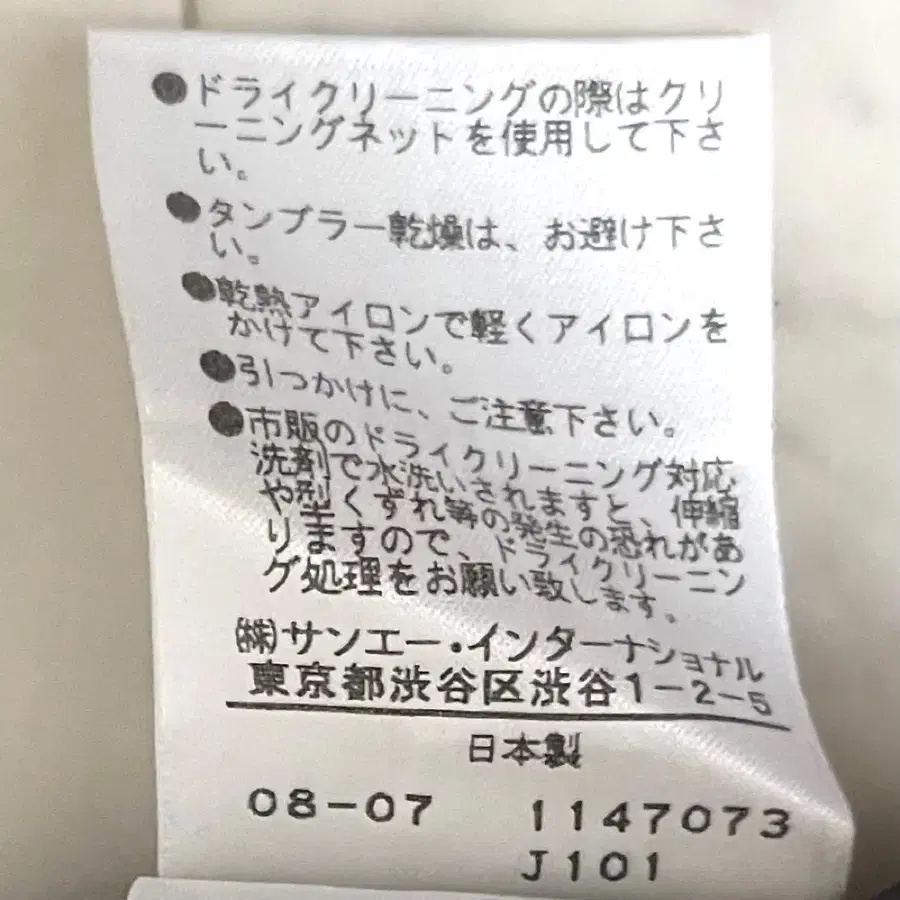 ●ドライクリーニングの際はクリ
ーニングネットを使用して下さ
い。
●タンブラー乾燥は、お避け下さ
い。
●乾熱アイロンで軽くアイロンを
かけて下さい。
●引つかけに、ご注意下さい。
●市販のドライクリーニング対応
洗剤で水洗いされますと、伸縮
や型くずれ等の発生の恐れがあ
りますので、ドライクリーニン
グ処理をお願い致します。
㈱サンエー・インターナショナル
東京都渋谷区渋谷1-2-5
日本製
08-07 1147073
J101